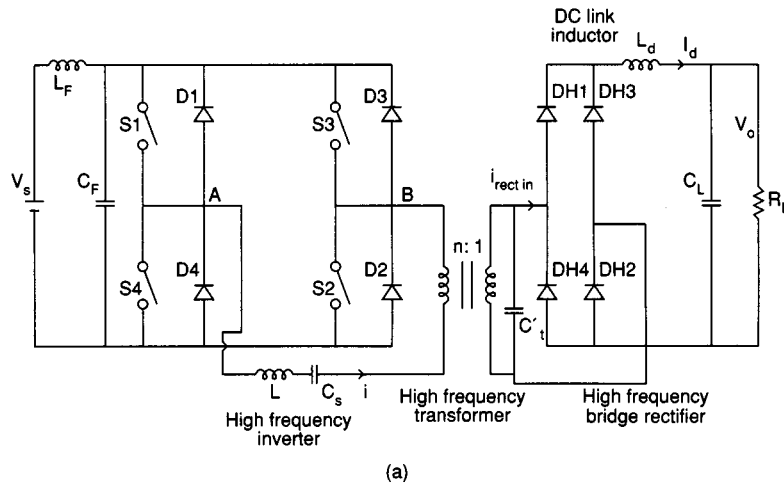 DC link
inductor
L_d
I_d
L_F
D1
D3
DH1
DH3
S1
S3
V_o
V_s
C_F
A
B
i_rect in
C_L
n: 1
D4
D2
DH4
DH2
S4
S2
C'_t
L
C_s
i
High frequency
inverter
High frequency
transformer
High frequency
bridge rectifier
(a)